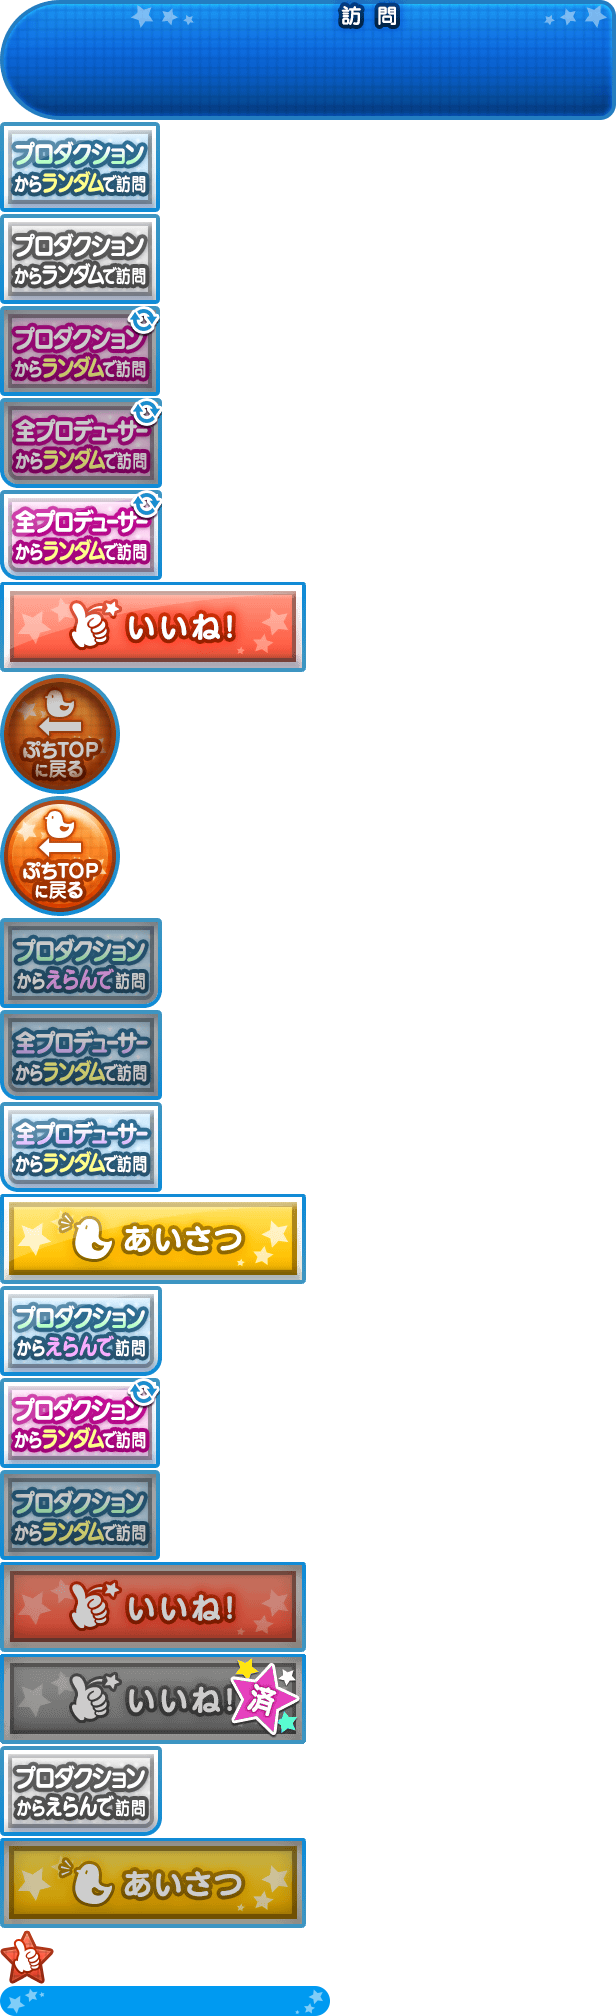 訪問
プロダクション
からランダムで訪問
プロダクション
からランダムで訪問
プロダクション
からランダムで訪問
全プロデューサー
からランダムで訪問
全プロデューサー
からランダムで訪問
いいね!
ぷちTOP
に戻る
ぷちTOP
に戻る
プロダクション
からえらんで訪問
全プロデューサー
からランダムで訪問
全プロデューサー
からランダムで訪問
あいさつ
プロダクション
からえらんで訪問
プロダクション
からランダムで訪問
プロダクション
からランダムで訪問
いいね!
いいね!
済
プロダクション
からえらんで訪問
あいさつ